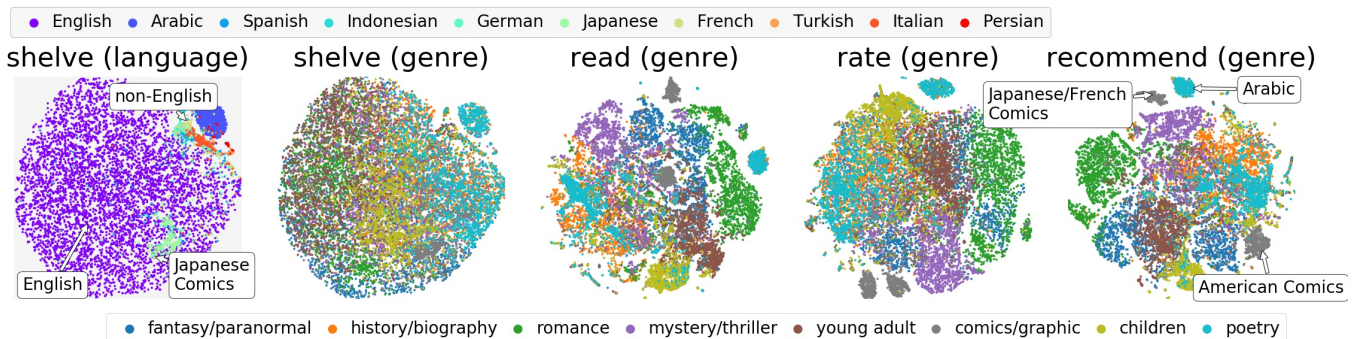 English Arabic Spanish Indonesian German Japanese French Turkish Italian Persian
shelve (language) shelve (genre) read (genre) rate (genre) recommend (genre)
non-English
English
Japanese
Comics
Japanese/French
Comics
Arabic
American Comics
fantasy/paranormal history/biography romance mystery/thriller young adult comics/graphic children poetry